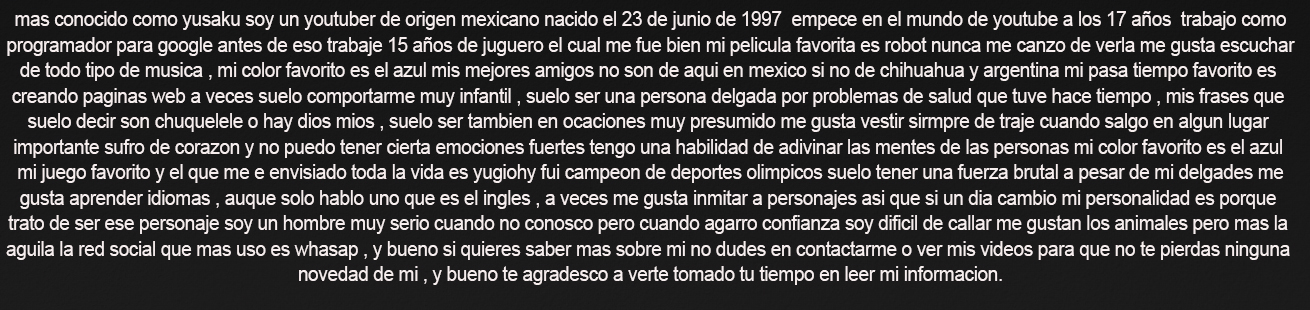 mas conocido como yusaku soy un youtuber de origen mexicano nacido el 23 de junio de 1997 empece en el mundo de youtube a los 17 años trabajo como
programador para google antes de eso trabaje 15 años de juguero el cual me fue bien mi pelicula favorita es robot nunca me canzo de verla me gusta escuchar
de todo tipo de musica , mi color favorito es el azul mis mejores amigos no son de aqui en mexico si no de chihuahua y argentina mi pasa tiempo favorito es
creando paginas web a veces suelo comportarme muy infantil , suelo ser una persona delgada por problemas de salud que tuve hace tiempo , mis frases que
suelo decir son chuquelele o hay dios mios , suelo ser tambien en ocaciones muy presumido me gusta vestir sirmpre de traje cuando salgo en algun lugar
importante sufro de corazon y no puedo tener cierta emociones fuertes tengo una habilidad de adivinar las mentes de las personas mi color favorito es el azul
mi juego favorito y el que me e envisiado toda la vida es yugiohy fui campeon de deportes olimpicos suelo tener una fuerza brutal a pesar de mi delgades me
gusta aprender idiomas , auque solo hablo uno que es el ingles , a veces me gusta inmitar a personajes asi que si un dia cambio mi personalidad es porque
trato de ser ese personaje soy un hombre muy serio cuando no conosco pero cuando agarro confianza soy dificil de callar me gustan los animales pero mas la
aguila la red social que mas uso es whasap , y bueno si quieres saber mas sobre mi no dudes en contactarme o ver mis videos para que no te pierdas ninguna
novedad de mi , y bueno te agradesco a verte tomado tu tiempo en leer mi informacion.